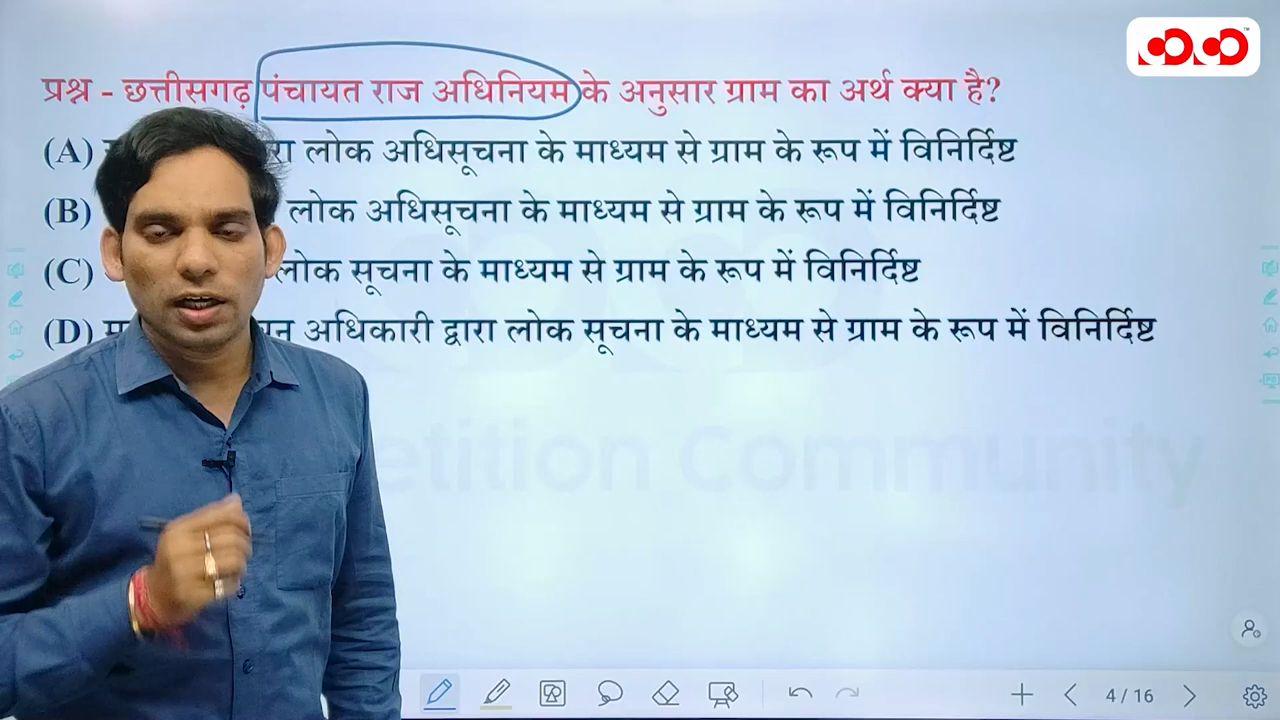 प्रश्न - छत्तीसगढ़ पंचायत राज अधिनियम के अनुसार ग्राम का अर्थ क्या है?
(A) लोक अधिसूचना के माध्यम से ग्राम के रूप में विनिर्दिष्ट
(B) लोक अधिसूचना के माध्यम से ग्राम के रूप में विनिर्दिष्ट
(C) लोक सूचना के माध्यम से ग्राम के रूप में विनिर्दिष्ट
(D) अधिकारी द्वारा लोक सूचना के माध्यम से ग्राम के रूप में विनिर्दिष्ट
Community
4 / 16